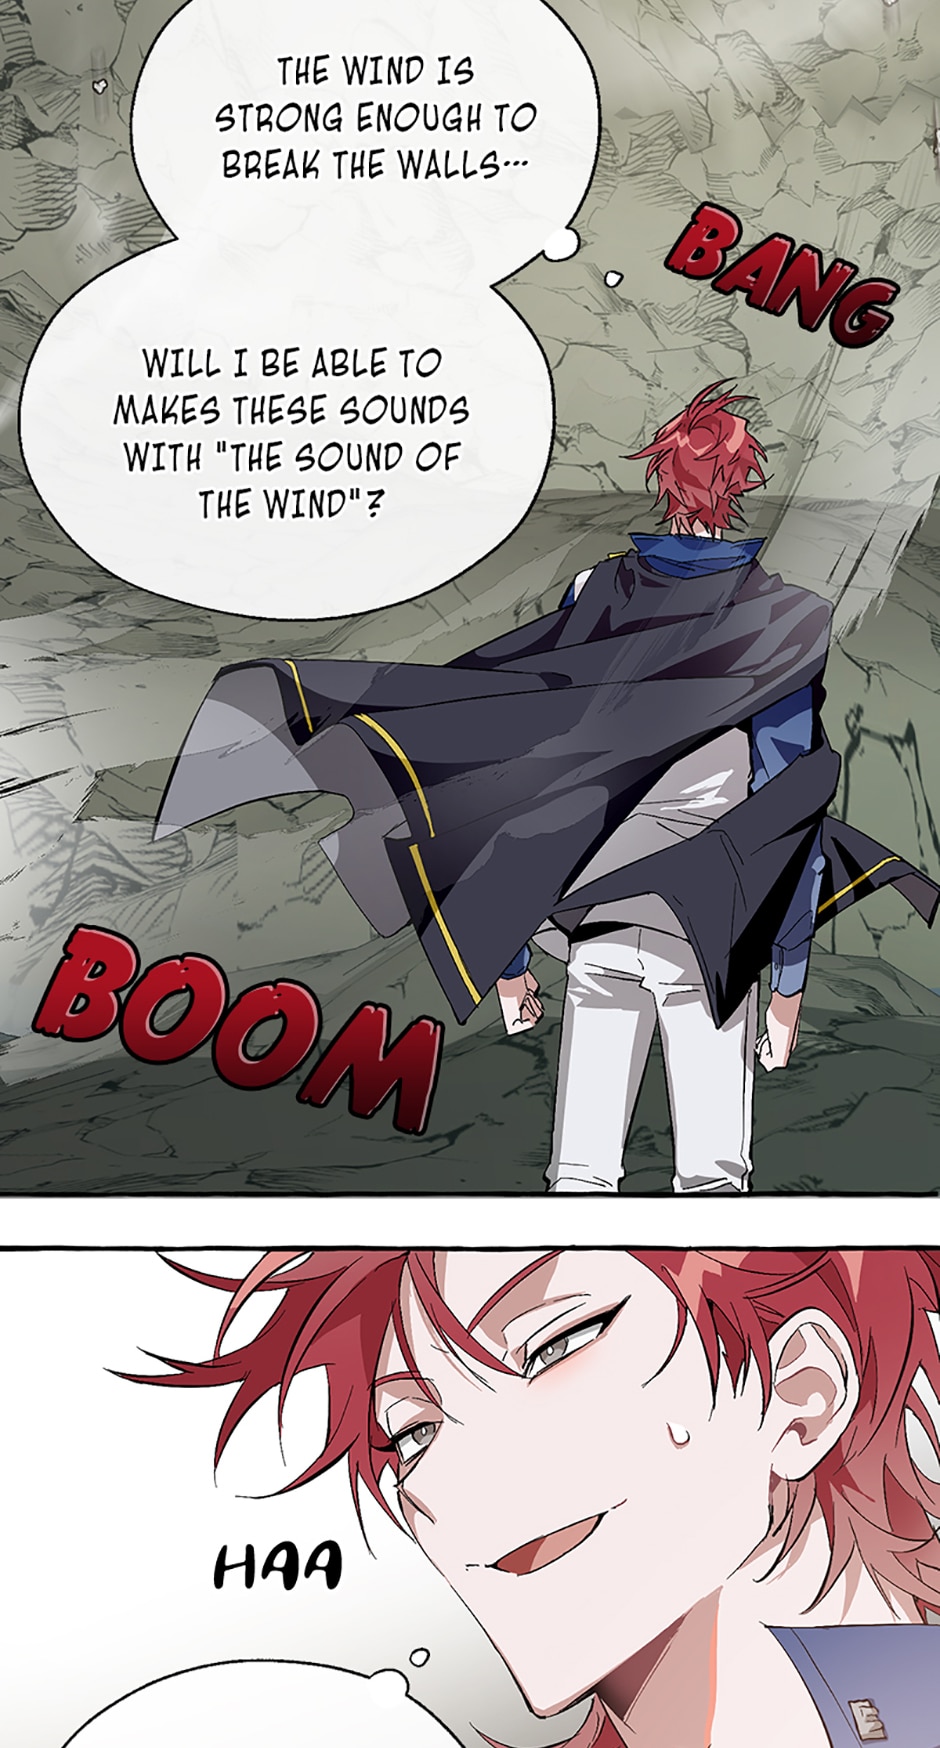 THE WIND IS
STRONG ENOUGH TO
BREAK THE WALLS...
BANG
WILL I BE ABLE TO
MAKES THESE SOUNDS
WITH "THE SOUND OF
THE WIND"?
BOOM
HAA